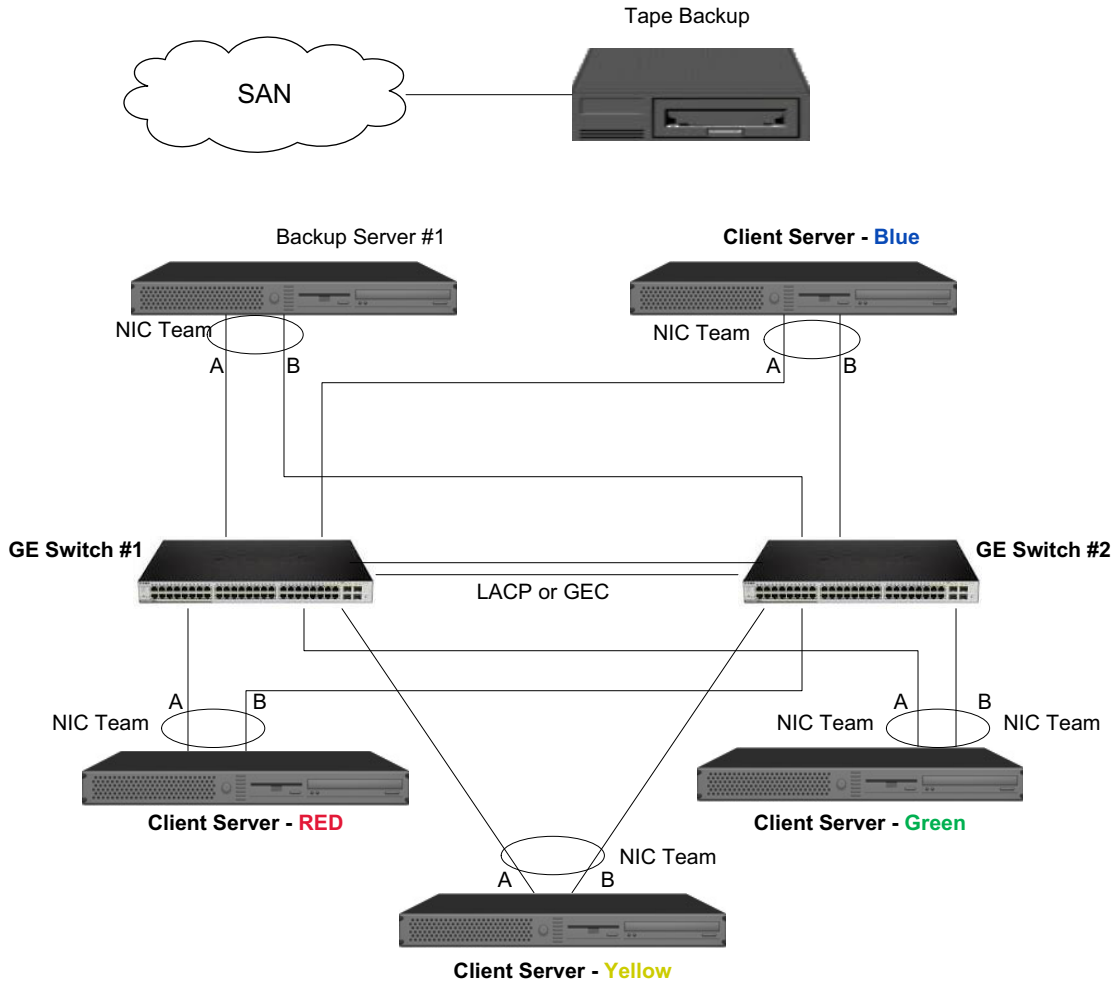 Tape Backup
SAN
Backup Server #1
Client Server - Blue
NIC Team
A
B
NIC Team
A
B
GE Switch #1
GE Switch #2
LACP or GEC
A
B
NIC Team
A
B
NIC Team
NIC Team
Client Server - RED
Client Server - Green
NIC Team
A
B
Client Server - Yellow